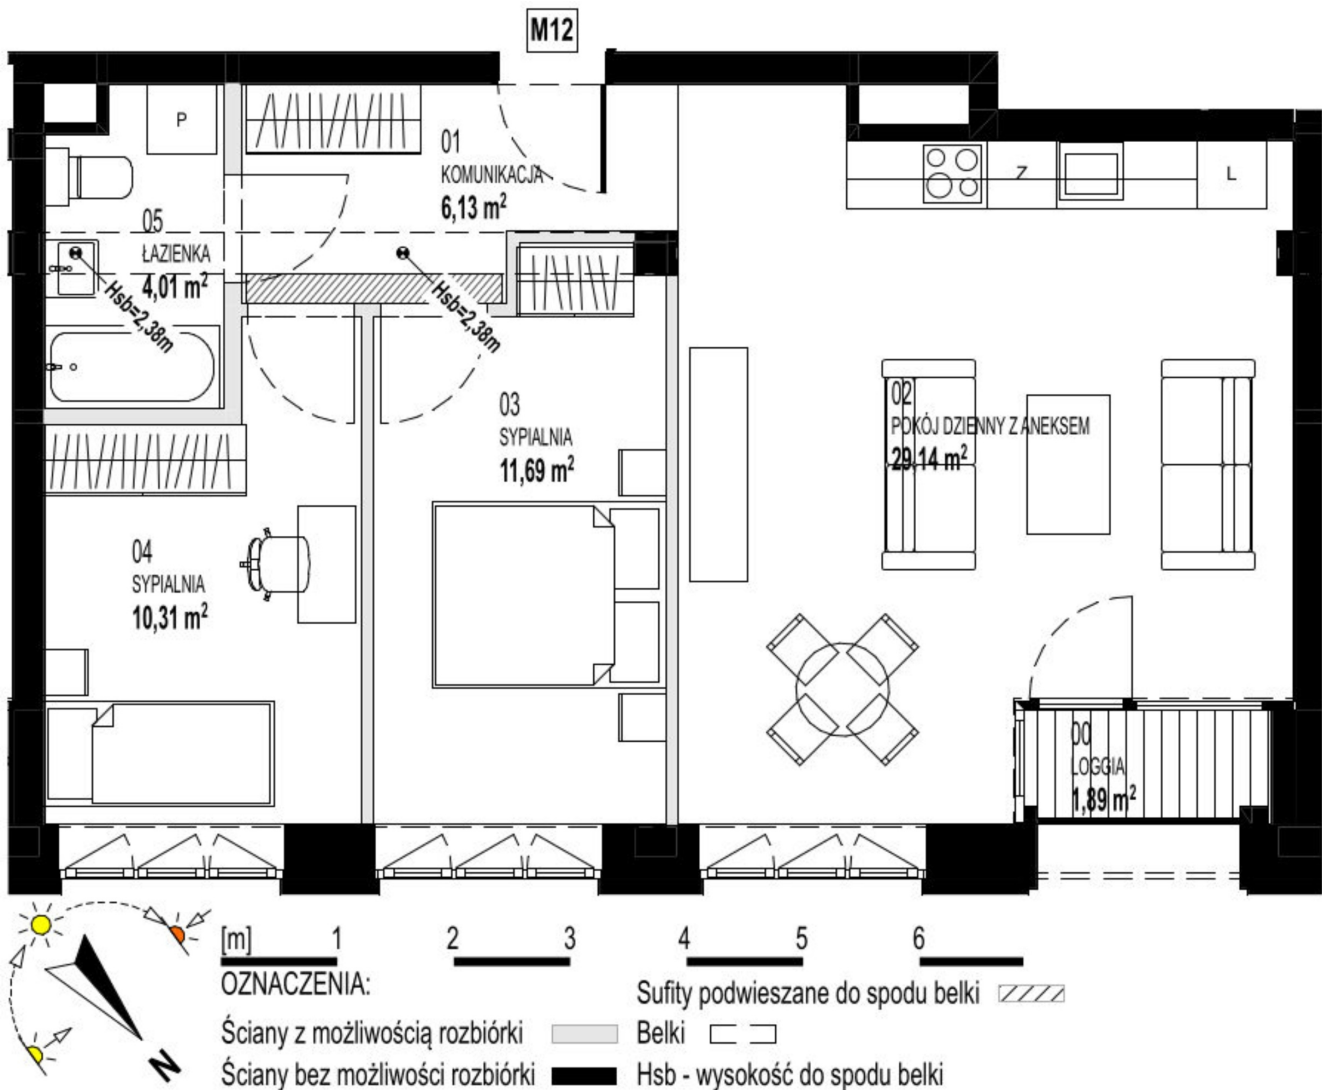 M12
P
01
KOMUNIKACJA
6,13 m²
Z
L
05
ŁAZIENKA
4,01 m²
Hsb=2,38m
Hsb=2,38m
03
SYPIALNIA
11,69 m²
02
POKÓJ DZIENNY Z ANEKSEM
29,14 m²
04
SYPIALNIA
10,31 m²
00
LOGGIA
1,89 m²
[m] 1 2 3 4 5 6
OZNACZENIA:
Sufity podwieszane do spodu belki
Ściany z możliwością rozbiórki
Belki
Ściany bez możliwości rozbiórki
Hsb - wysokość do spodu belki
N